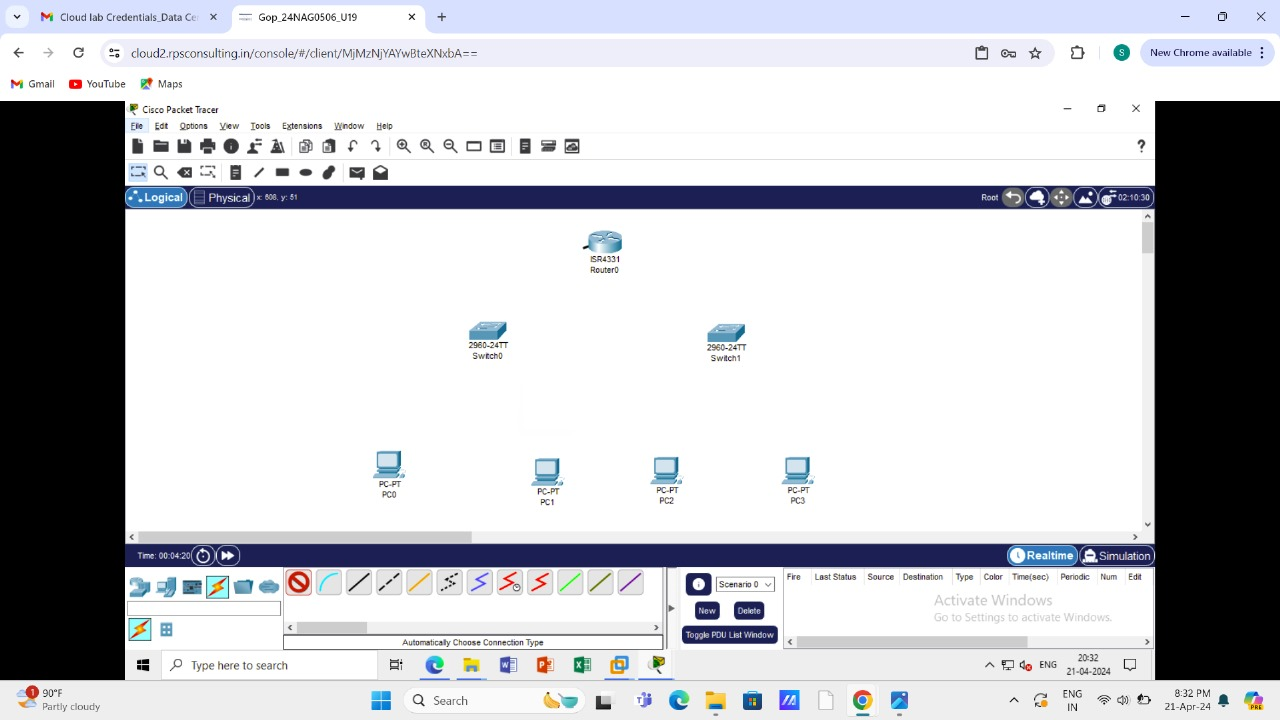 Cloud lab Credentials_Data Cer
Gop_24NAG0506_U19
cloud2.rpsconsulting.in/console/#/client/MjMzNjYAYwBteXNxbA==
S
New Chrome available
Gmail
YouTube
Maps
Cisco Packet Tracer
File Edit Options View Tools Extensions Window Help
?
Logical
Physical
x: 608, y: 51
Root
02:10:30
ISR4331
Router0
2960-24TT
Switch0
2960-24TT
Switch1
PC-PT
PC0
PC-PT
PC1
PC-PT
PC2
PC-PT
PC3
Time: 00:04:20
Realtime
Simulation
Scenario 0
New
Delete
Toggle PDU List Window
Fire Last Status Source Destination Type Color Time(sec) Periodic Num Edit
Activate Windows
Go to Settings to activate Windows.
Automatically Choose Connection Type
Type here to search
ENG
20:32
21-04-2024
1
90°F
Partly cloudy
Search
ENG
IN
8:32 PM
21-Apr-24
PRE